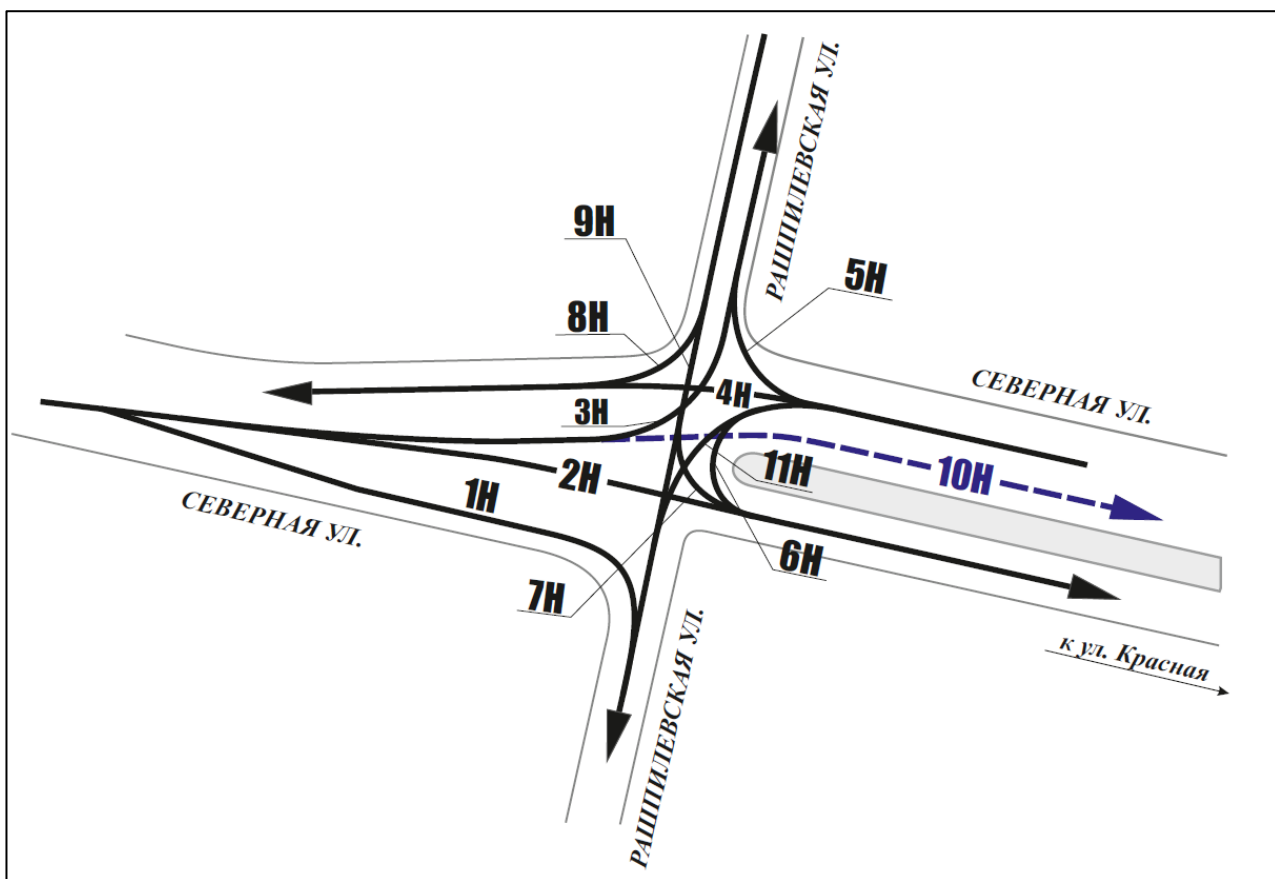 РАШПИЛЕВСКАЯ УЛ.
9Н
5Н
8Н
СЕВЕРНАЯ УЛ.
4Н
3Н
11Н
10Н
2Н
1Н
СЕВЕРНАЯ УЛ.
6Н
7Н
РАШПИЛЕВСКАЯ УЛ.
к ул. Красная